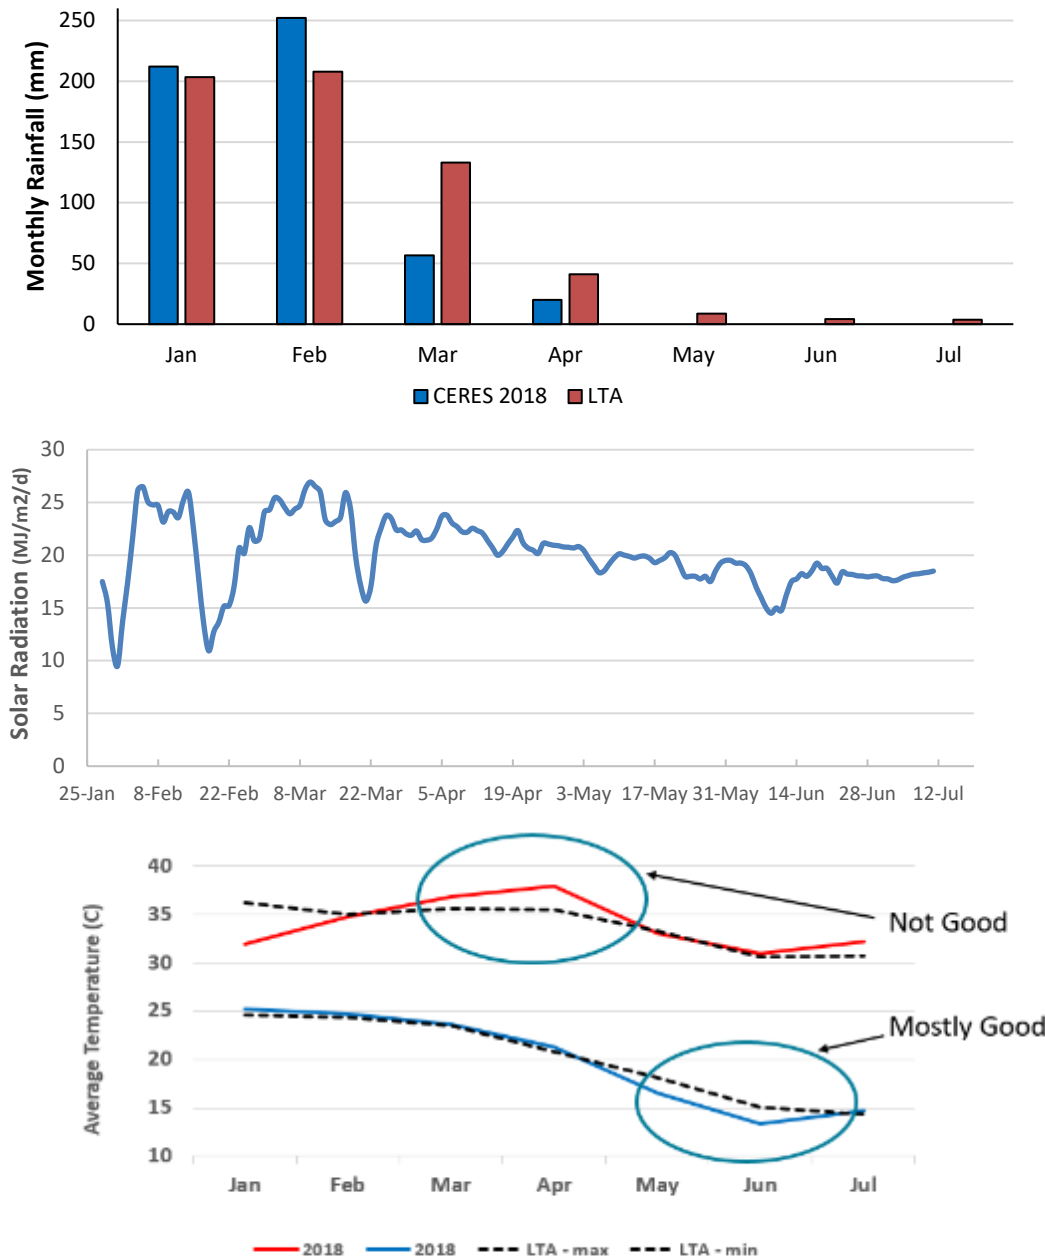 Monthly Rainfall (mm)
250
200
150
100
50
0
Jan Feb Mar Apr May Jun Jul
CERES 2018 LTA
Solar Radiation (MJ/m2/d)
30
25
20
15
10
5
0
25-Jan 8-Feb 22-Feb 8-Mar 22-Mar 5-Apr 19-Apr 3-May 17-May 31-May 14-Jun 28-Jun 12-Jul
Average Temperature (C)
40
35
30
25
20
15
10
Not Good
Mostly Good
Jan Feb Mar Apr May Jun Jul
2018 2018 LTA - max LTA - min